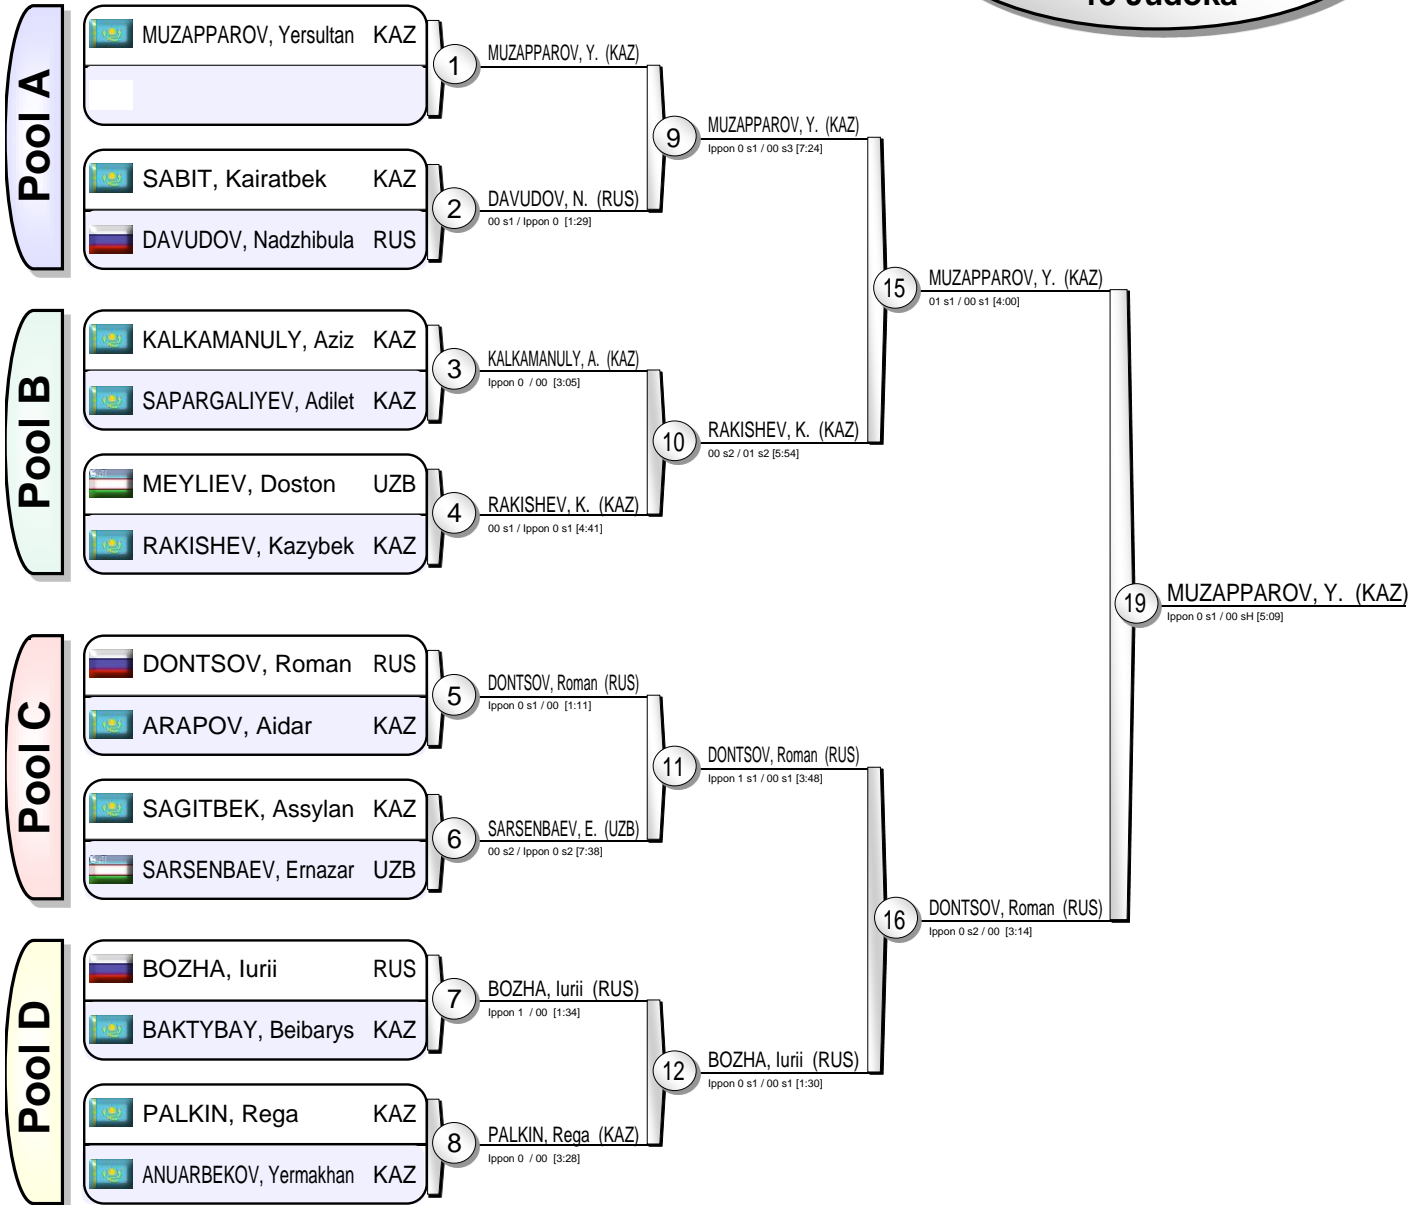 15 Judoka
Pool A
MUZAPPAROV, Yersultan KAZ
1
SABIT, Kairatbek KAZ
DAVUDOV, Nadzhibula RUS
2
MUZAPPAROV, Y. (KAZ)
DAVUDOV, N. (RUS)
00 s1 / Ippon 0 [1:29]
9
MUZAPPAROV, Y. (KAZ)
Ippon 0 s1 / 00 s3 [7:24]
Pool B
KALKAMANULY, Aziz KAZ
SAPARGALIYEV, Adilet KAZ
3
MEYLIEV, Doston UZB
RAKISHEV, Kazybek KAZ
4
KALKAMANULY, A. (KAZ)
Ippon 0 / 00 [3:05]
RAKISHEV, K. (KAZ)
00 s1 / Ippon 0 s1 [4:41]
10
RAKISHEV, K. (KAZ)
00 s2 / 01 s2 [5:54]
15
MUZAPPAROV, Y. (KAZ)
01 s1 / 00 s1 [4:00]
Pool C
DONTSOV, Roman RUS
ARAPOV, Aidar KAZ
5
SAGITBEK, Assylan KAZ
SARSENBAEV, Ernazar UZB
6
DONTSOV, Roman (RUS)
Ippon 0 s1 / 00 [1:11]
SARSENBAEV, E. (UZB)
00 s2 / Ippon 0 s2 [7:38]
11
DONTSOV, Roman (RUS)
Ippon 1 s1 / 00 s1 [3:48]
Pool D
BOZHA, Iurii RUS
BAKTYBAY, Beibarys KAZ
7
PALKIN, Rega KAZ
ANUARBEKOV, Yermakhan KAZ
8
BOZHA, Iurii (RUS)
Ippon 1 / 00 [1:34]
PALKIN, Rega (KAZ)
Ippon 0 / 00 [3:28]
12
BOZHA, Iurii (RUS)
Ippon 0 s1 / 00 s1 [1:30]
16
DONTSOV, Roman (RUS)
Ippon 0 s2 / 00 [3:14]
19
MUZAPPAROV, Y. (KAZ)
Ippon 0 s1 / 00 sH [5:09]